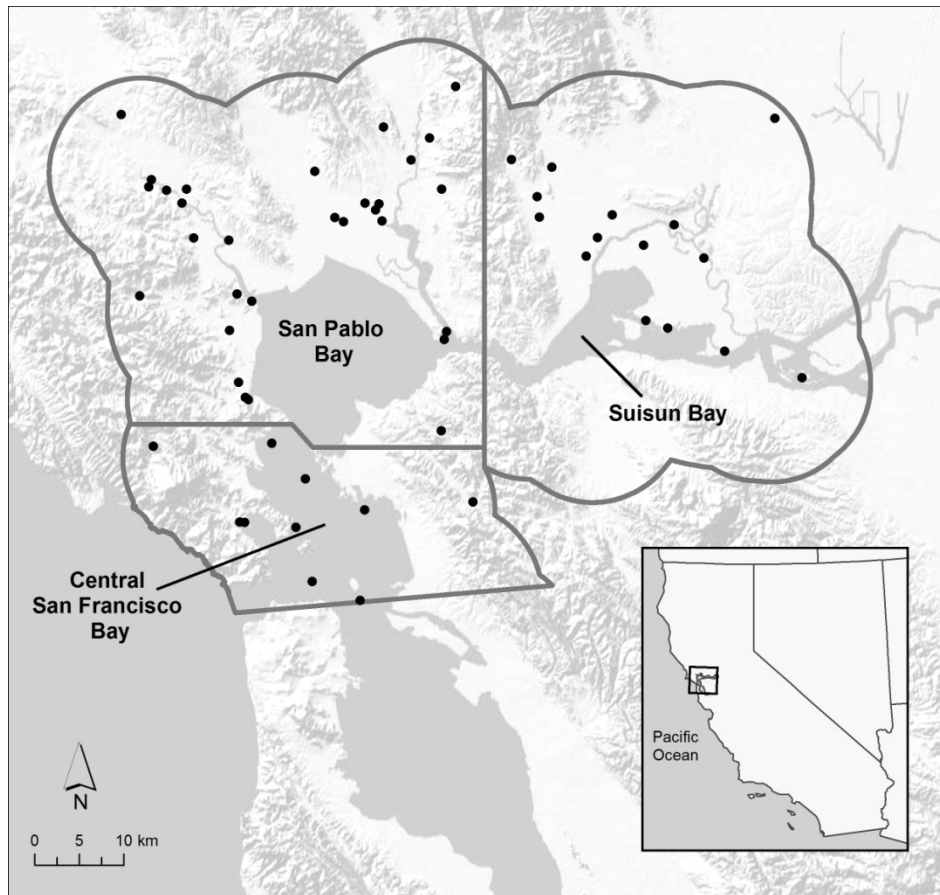 San Pablo
Bay
Suisun Bay
Central
San Francisco
Bay
Pacific
Ocean
N
0 5 10 km